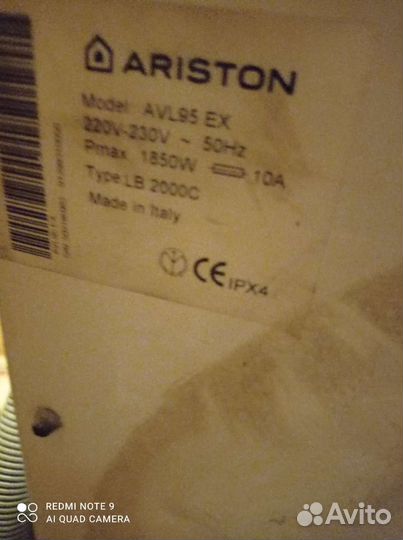 ARISTON
Model: AVL95 EX
220V-230V ~ 50Hz
Pmax 1850W 10A
Type:LB 2000C
Made in Italy
CE IPX4
REDMI NOTE 9
AI QUAD CAMERA
Avito